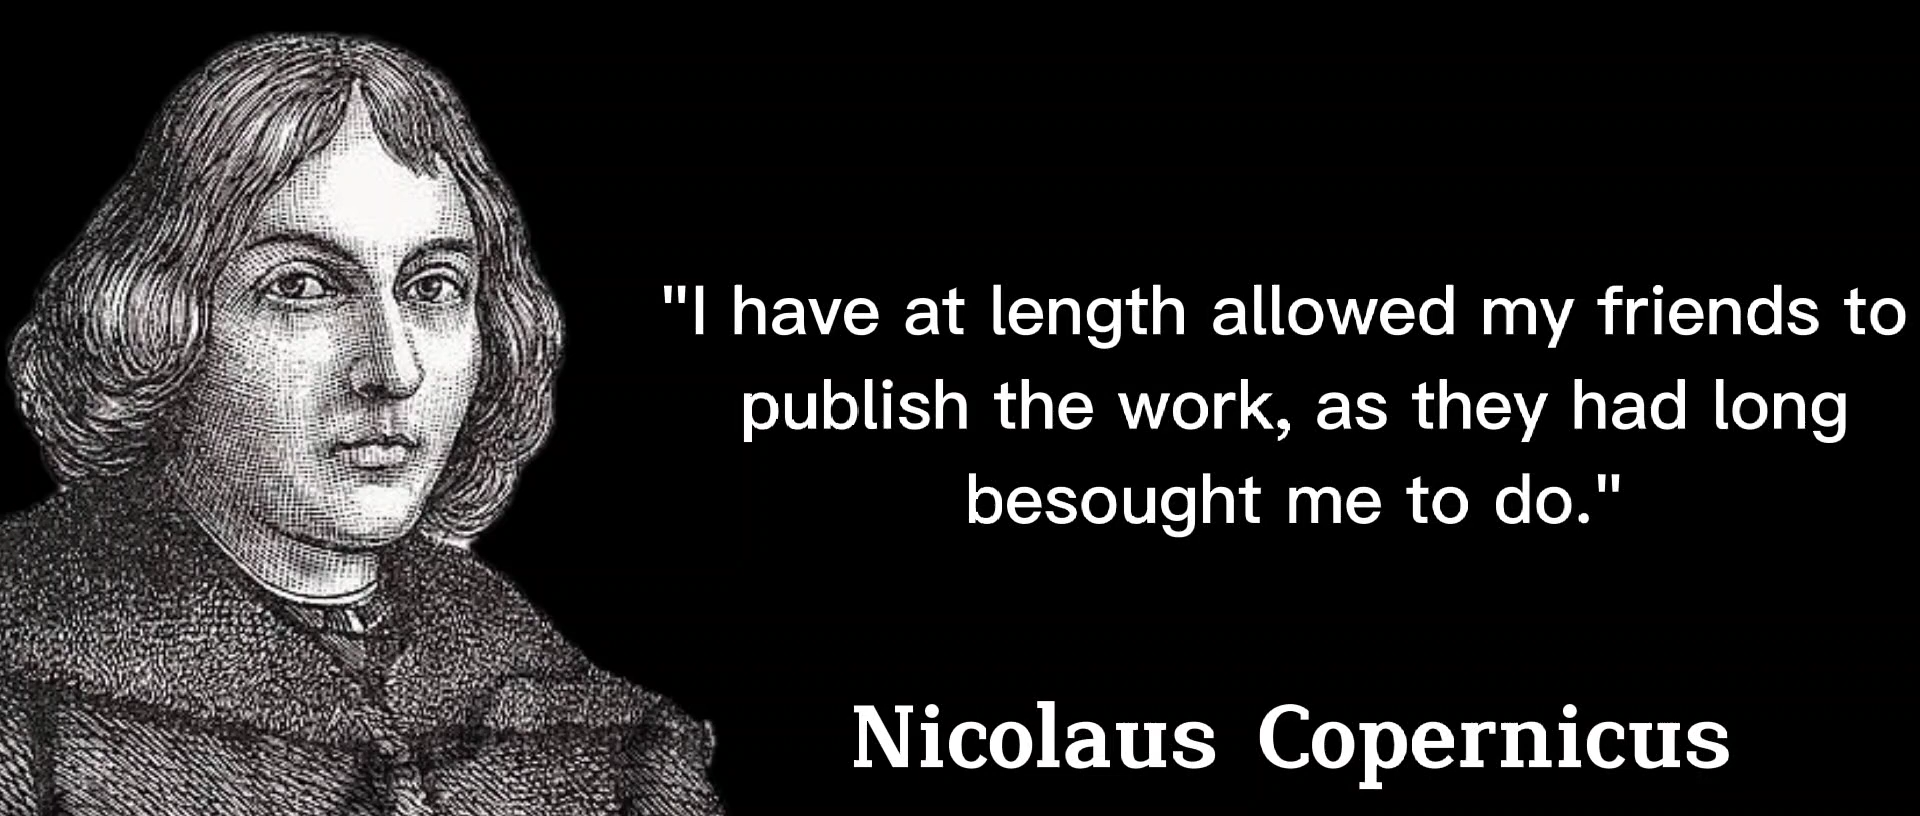 "I have at length allowed my friends to
publish the work, as they had long
besought me to do."
Nicolaus Copernicus